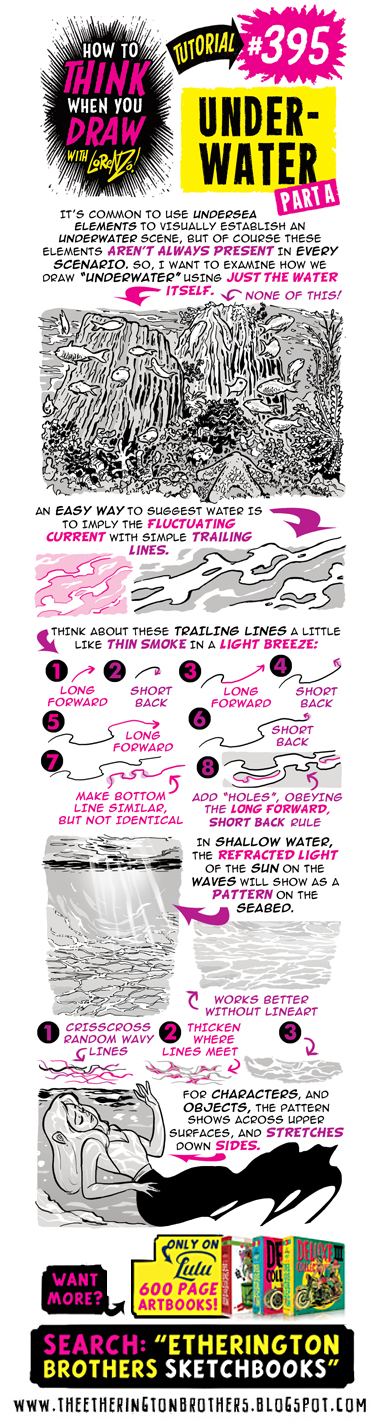 HOW TO
THINK
WHEN YOU
DRAW
WITH LORENZO!
TUTORIAL
#395
UNDER-
WATER
PART A
IT'S COMMON TO USE UNDERSEA
ELEMENTS TO VISUALLY ESTABLISH AN
UNDERWATER SCENE, BUT OF COURSE THESE
ELEMENTS AREN'T ALWAYS PRESENT IN EVERY
SCENARIO. SO, I WANT TO EXAMINE HOW WE
DRAW "UNDERWATER" USING JUST THE WATER
ITSELF.
NONE OF THIS!
AN EASY WAY TO SUGGEST WATER IS
TO IMPLY THE FLUCTUATING
CURRENT WITH SIMPLE TRAILING
LINES.
THINK ABOUT THESE TRAILING LINES A LITTLE
LIKE THIN SMOKE IN A LIGHT BREEZE:
1
LONG
FORWARD
2
SHORT
BACK
3
LONG
FORWARD
4
SHORT
BACK
5
LONG
FORWARD
6
SHORT
BACK
7
MAKE BOTTOM
LINE SIMILAR,
BUT NOT IDENTICAL
8
ADD "HOLES", OBEYING
THE LONG FORWARD,
SHORT BACK RULE
IN SHALLOW WATER,
THE REFRACTED LIGHT
OF THE SUN ON THE
WAVES WILL SHOW AS A
PATTERN ON THE
SEABED.
WORKS BETTER
WITHOUT LINEART
1
CRISSCROSS
RANDOM WAVY
LINES
2
THICKEN
WHERE
LINES MEET
3
FOR CHARACTERS, AND
OBJECTS, THE PATTERN
SHOWS ACROSS UPPER
SURFACES, AND STRETCHES
DOWN SIDES.
WANT
MORE?
ONLY ON
Lulu
600 PAGE
ARTBOOKS!
SEARCH: "ETHERINGTON
BROTHERS SKETCHBOOKS"
WWW.THEETHERINGTONBROTHERS.BLOGSPOT.COM